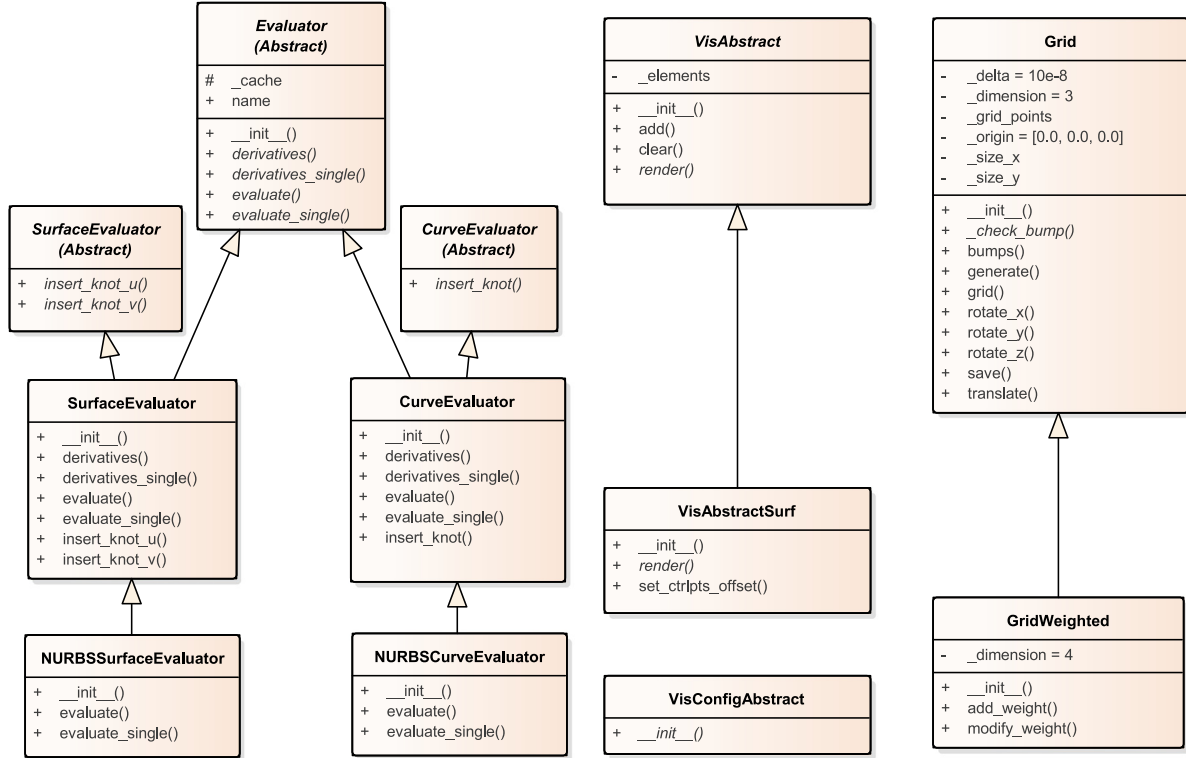 Evaluator
(Abstract)
# _cache
+ name
+ __init__()
+ derivatives()
+ derivatives_single()
+ evaluate()
+ evaluate_single()
SurfaceEvaluator
(Abstract)
+ insert_knot_u()
+ insert_knot_v()
CurveEvaluator
(Abstract)
+ insert_knot()
SurfaceEvaluator
+ __init__()
+ derivatives()
+ derivatives_single()
+ evaluate()
+ evaluate_single()
+ insert_knot_u()
+ insert_knot_v()
CurveEvaluator
+ __init__()
+ derivatives()
+ derivatives_single()
+ evaluate()
+ evaluate_single()
+ insert_knot()
NURBSSurfaceEvaluator
+ __init__()
+ evaluate()
+ evaluate_single()
NURBSCurveEvaluator
+ __init__()
+ evaluate()
+ evaluate_single()
VisAbstract
- _elements
+ __init__()
+ add()
+ clear()
+ render()
VisAbstractSurf
+ __init__()
+ render()
+ set_ctrlpts_offset()
VisConfigAbstract
+ __init__()
Grid
- _delta = 10e-8
- _dimension = 3
- _grid_points
- _origin = [0.0, 0.0, 0.0]
- _size_x
- _size_y
+ __init__()
+ _check_bump()
+ bumps()
+ generate()
+ grid()
+ rotate_x()
+ rotate_y()
+ rotate_z()
+ save()
+ translate()
GridWeighted
- _dimension = 4
+ __init__()
+ add_weight()
+ modify_weight()